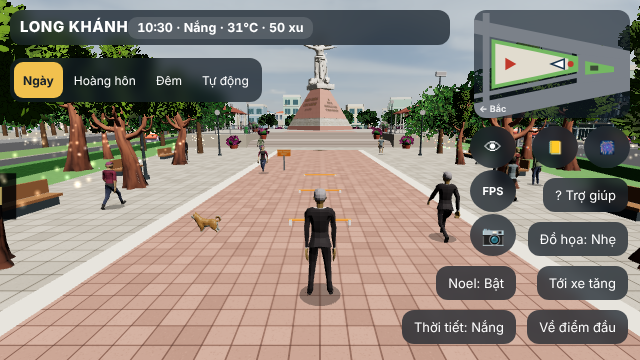 LONG KHÁNH 10:30 · Nắng · 31°C · 50 xu
Ngày Hoàng hôn Đêm Tự động
← Bắc
FPS
? Trợ giúp
Đồ họa: Nhẹ
Noel: Bật
Tới xe tăng
Thời tiết: Nắng
Về điểm đầu